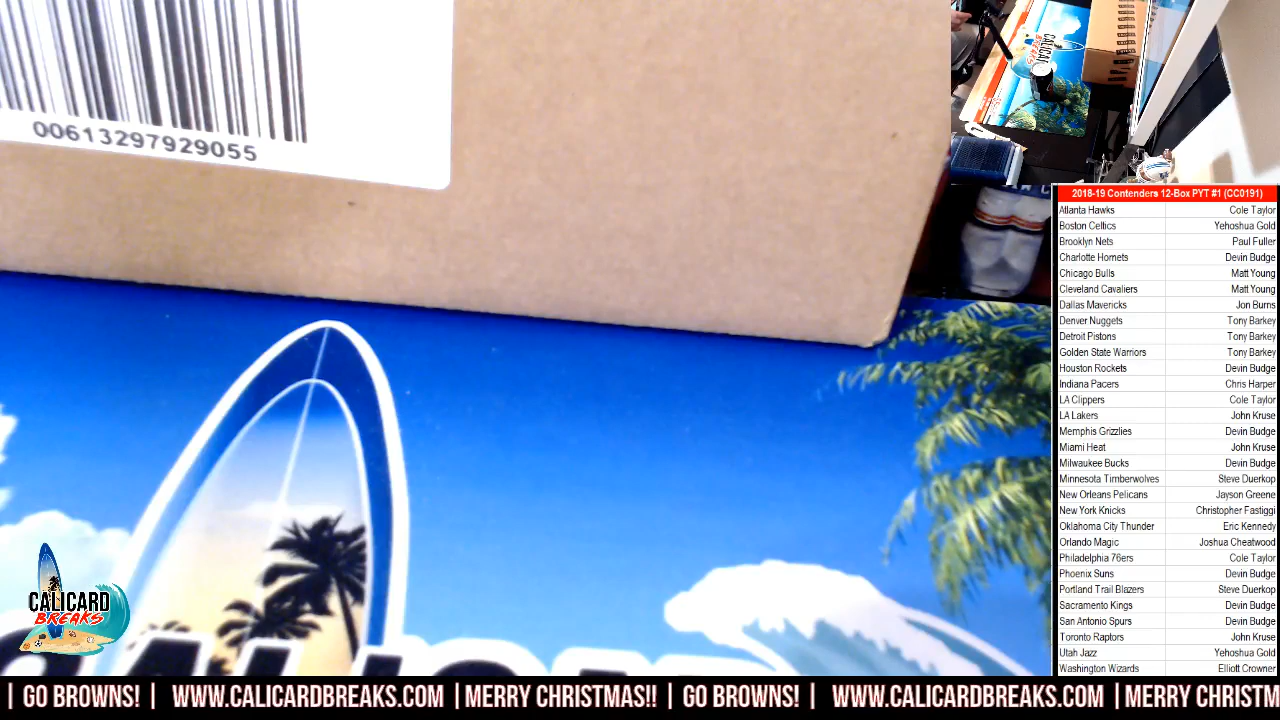 00613297929055
CALICARD
BREAKS
2018-19 Contenders 12-Box PYT #1 (CC0191)
Atlanta Hawks Cole Taylor
Boston Celtics Yehoshua Gold
Brooklyn Nets Paul Fuller
Charlotte Hornets Devin Budge
Chicago Bulls Matt Young
Cleveland Cavaliers Matt Young
Dallas Mavericks Jon Burns
Denver Nuggets Tony Barkey
Detroit Pistons Tony Barkey
Golden State Warriors Tony Barkey
Houston Rockets Devin Budge
Indiana Pacers Chris Harper
LA Clippers Cole Taylor
LA Lakers John Kruse
Memphis Grizzlies Devin Budge
Miami Heat John Kruse
Milwaukee Bucks Devin Budge
Minnesota Timberwolves Steve Duerkop
New Orleans Pelicans Jayson Greene
New York Knicks Christopher Fastiggi
Oklahoma City Thunder Eric Kennedy
Orlando Magic Joshua Cheatwood
Philadelphia 76ers Cole Taylor
Phoenix Suns Devin Budge
Portland Trail Blazers Steve Duerkop
Sacramento Kings Devin Budge
San Antonio Spurs Devin Budge
Toronto Raptors John Kruse
Utah Jazz Yehoshua Gold
Washington Wizards Elliott Crowner
| GO BROWNS! | WWW.CALICARDBREAKS.COM | MERRY CHRISTMAS!! | GO BROWNS! | WWW.CALICARDBREAKS.COM | MERRY CHRISTM